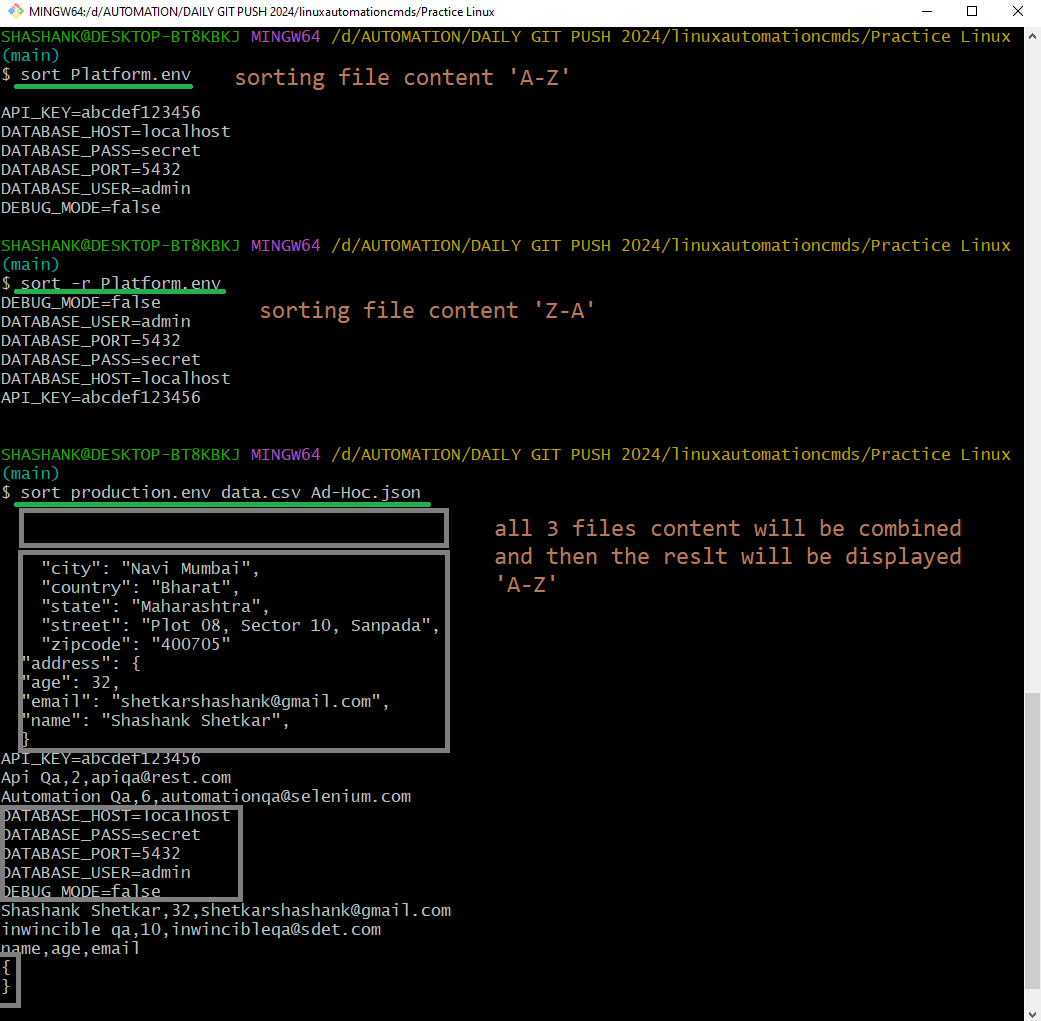 MINGW64:/d/AUTOMATION/DAILY GIT PUSH 2024/linuxautomationcmds/Practice Linux
SHASHANK@DESKTOP-BT8KBKJ MINGW64 /d/AUTOMATION/DAILY GIT PUSH 2024/linuxautomationcmds/Practice Linux
(main)
$ sort Platform.env
sorting file content 'A-Z'
API_KEY=abcdef123456
DATABASE_HOST=localhost
DATABASE_PASS=secret
DATABASE_PORT=5432
DATABASE_USER=admin
DEBUG_MODE=false
SHASHANK@DESKTOP-BT8KBKJ MINGW64 /d/AUTOMATION/DAILY GIT PUSH 2024/linuxautomationcmds/Practice Linux
(main)
$ sort -r Platform.env
DEBUG_MODE=false
sorting file content 'Z-A'
DATABASE_USER=admin
DATABASE_PORT=5432
DATABASE_PASS=secret
DATABASE_HOST=localhost
API_KEY=abcdef123456
SHASHANK@DESKTOP-BT8KBKJ MINGW64 /d/AUTOMATION/DAILY GIT PUSH 2024/linuxautomationcmds/Practice Linux
(main)
$ sort production.env data.csv Ad-Hoc.json
all 3 files content will be combined
and then the reslt will be displayed
'A-Z'
"city": "Navi Mumbai",
"country": "Bharat",
"state": "Maharashtra",
"street": "Plot 08, Sector 10, Sanpada",
"zipcode": "400705"
"address": {
"age": 32,
"email": "shetkarshashank@gmail.com",
"name": "Shashank Shetkar",
}
API_KEY=abcdef123456
Api Qa,2,apiqa@rest.com
Automation Qa,6,automationqa@selenium.com
DATABASE_HOST=localhost
DATABASE_PASS=secret
DATABASE_PORT=5432
DATABASE_USER=admin
DEBUG_MODE=false
Shashank Shetkar,32,shetkarshashank@gmail.com
inwincible qa,10,inwincibleqa@sdet.com
name,age,email
{
}